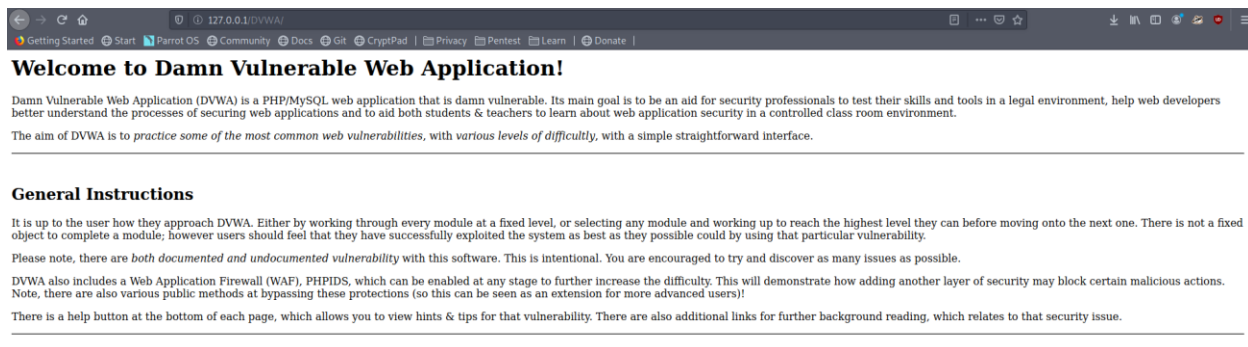 127.0.0.1/DVWA/
Getting Started Start Parrot OS Community Docs Git CryptPad | Privacy Pentest Learn | Donate |
Welcome to Damn Vulnerable Web Application!
Damn Vulnerable Web Application (DVWA) is a PHP/MySQL web application that is damn vulnerable. Its main goal is to be an aid for security professionals to test their skills and tools in a legal environment, help web developers
better understand the processes of securing web applications and to aid both students & teachers to learn about web application security in a controlled class room environment.
The aim of DVWA is to practice some of the most common web vulnerabilities, with various levels of difficultly, with a simple straightforward interface.
General Instructions
It is up to the user how they approach DVWA. Either by working through every module at a fixed level, or selecting any module and working up to reach the highest level they can before moving onto the next one. There is not a fixed
object to complete a module; however users should feel that they have successfully exploited the system as best as they possible could by using that particular vulnerability.
Please note, there are both documented and undocumented vulnerability with this software. This is intentional. You are encouraged to try and discover as many issues as possible.
DVWA also includes a Web Application Firewall (WAF), PHPIDS, which can be enabled at any stage to further increase the difficulty. This will demonstrate how adding another layer of security may block certain malicious actions.
Note, there are also various public methods at bypassing these protections (so this can be seen as an extension for more advanced users)!
There is a help button at the bottom of each page, which allows you to view hints & tips for that vulnerability. There are also additional links for further background reading, which relates to that security issue.